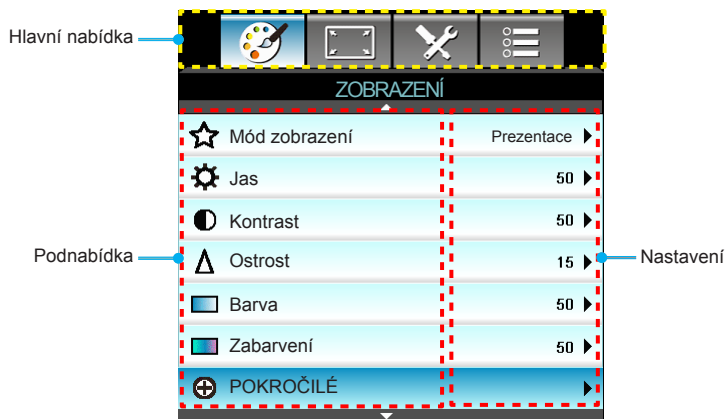 Hlavní nabídka
ZOBRAZENÍ
Mód zobrazení Prezentace
Jas 50
Kontrast 50
Podnabídka
Ostrost 15
Nastavení
Barva 50
Zabarvení 50
POKROČILÉ